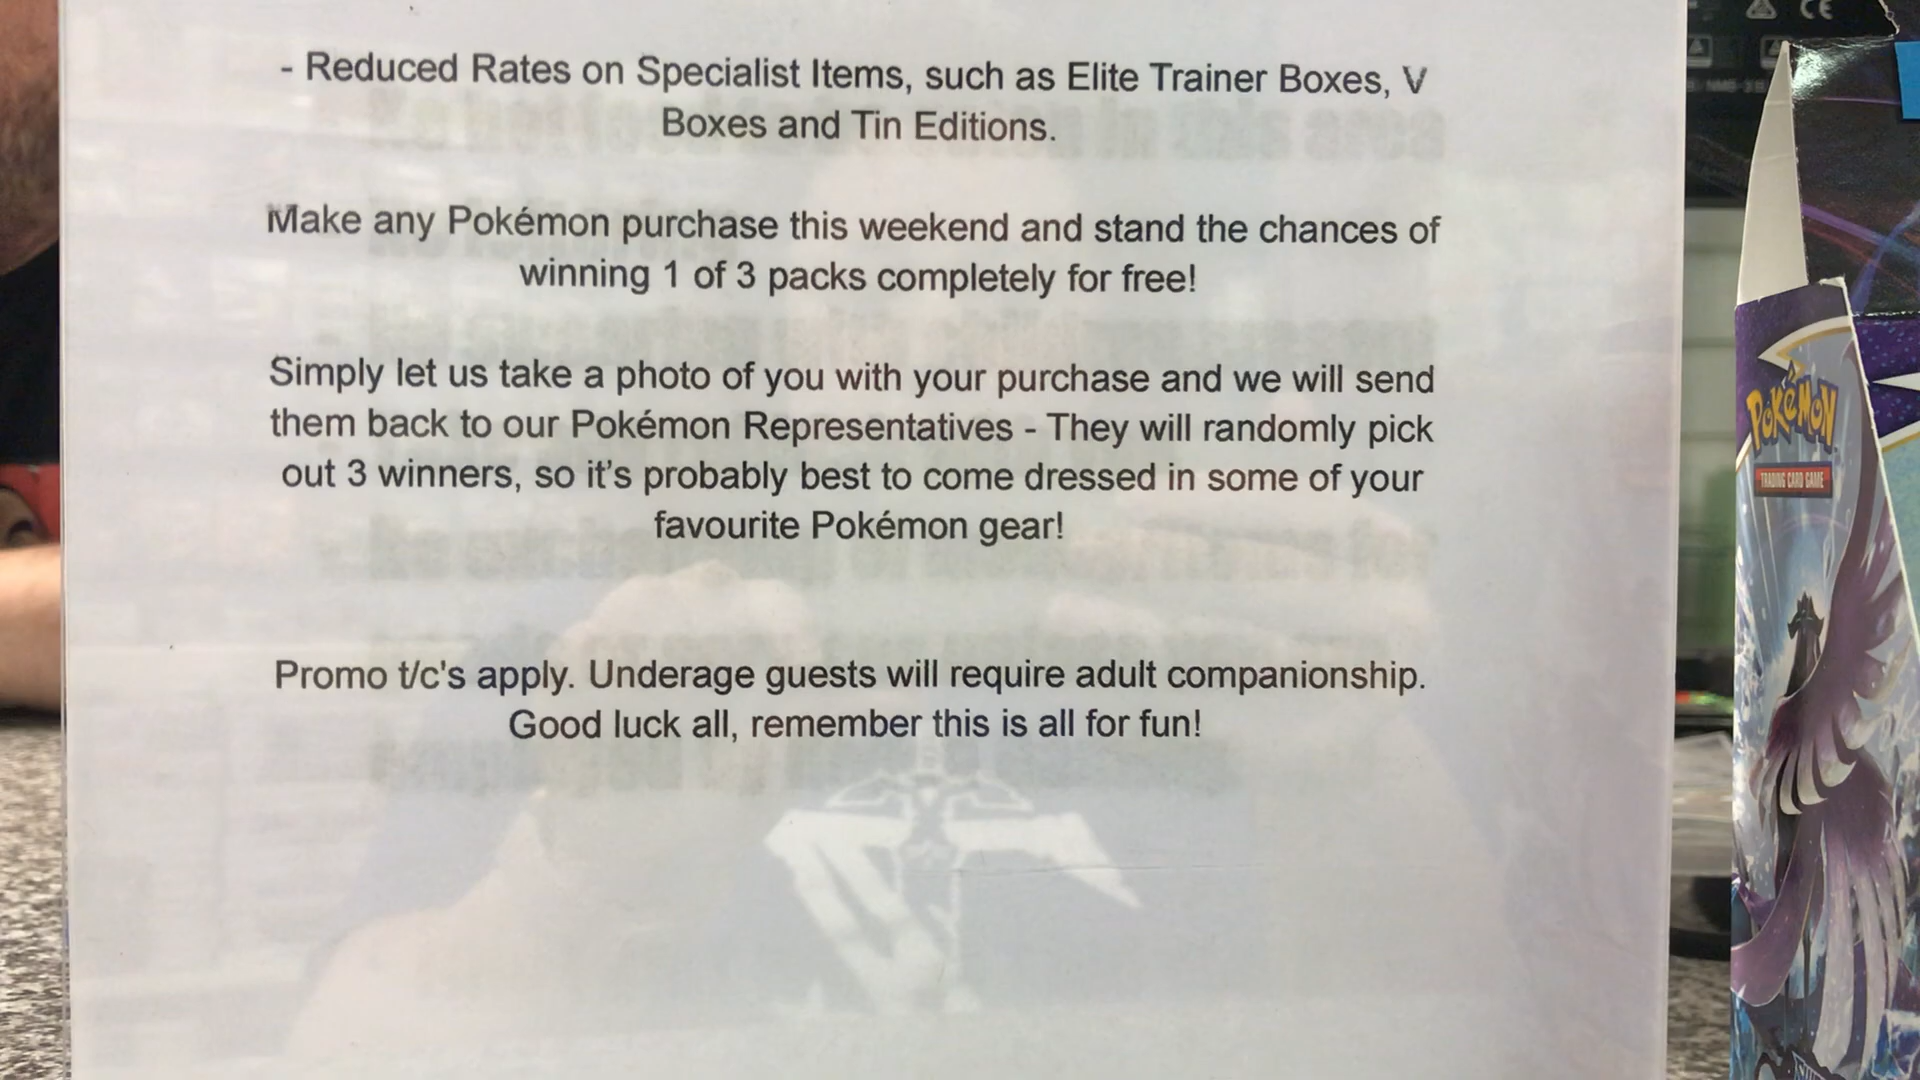 - Reduced Rates on Specialist Items, such as Elite Trainer Boxes, V
Boxes and Tin Editions.
Make any Pokémon purchase this weekend and stand the chances of
winning 1 of 3 packs completely for free!
Simply let us take a photo of you with your purchase and we will send
them back to our Pokémon Representatives - They will randomly pick
out 3 winners, so it's probably best to come dressed in some of your
favourite Pokémon gear!
Promo t/c's apply. Underage guests will require adult companionship.
Good luck all, remember this is all for fun!
CE
POKéMON
TRADING CARD GAME